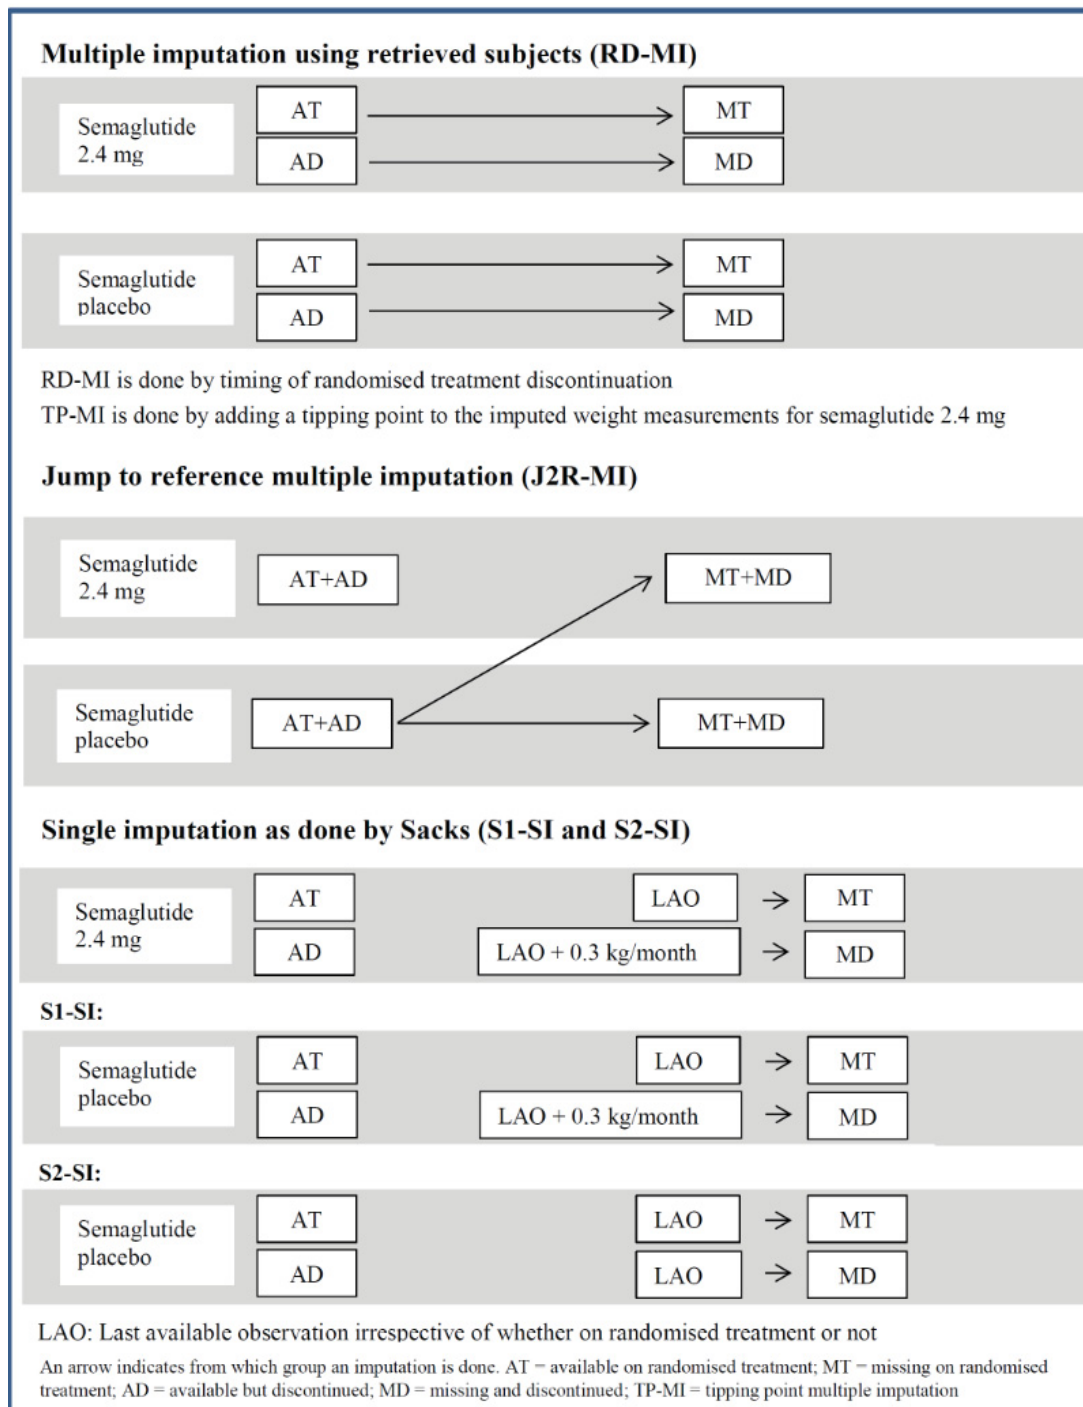 Multiple imputation using retrieved subjects (RD-MI)
Semaglutide
2.4 mg
AT
MT
AD
MD
Semaglutide
placebo
AT
MT
AD
MD
RD-MI is done by timing of randomised treatment discontinuation
TP-MI is done by adding a tipping point to the imputed weight measurements for semaglutide 2.4 mg
Jump to reference multiple imputation (J2R-MI)
Semaglutide
2.4 mg
AT+AD
MT+MD
Semaglutide
placebo
AT+AD
MT+MD
Single imputation as done by Sacks (S1-SI and S2-SI)
Semaglutide
2.4 mg
AT
LAO
MT
AD
LAO + 0.3 kg/month
MD
S1-SI:
Semaglutide
placebo
AT
LAO
MT
AD
LAO + 0.3 kg/month
MD
S2-SI:
Semaglutide
placebo
AT
LAO
MT
AD
LAO
MD
LAO: Last available observation irrespective of whether on randomised treatment or not
An arrow indicates from which group an imputation is done. AT = available on randomised treatment; MT = missing on randomised
treatment; AD = available but discontinued; MD = missing and discontinued; TP-MI = tipping point multiple imputation